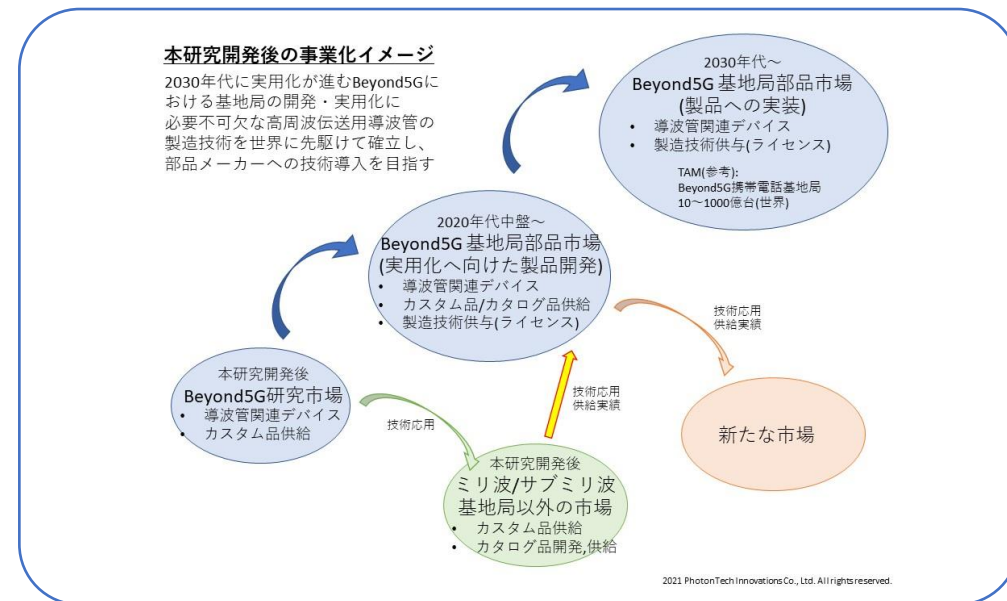 本研究開発後の事業化イメージ
2030年代に実用化が進むBeyond5Gに
おける基地局の開発・実用化に
必要不可欠な高周波伝送用導波管の
製造技術を世界に先駆けて確立し、
部品メーカーへの技術導入を目指す
2030年代～
Beyond5G 基地局部品市場
(製品への実装)
• 導波管関連デバイス
• 製造技術供与(ライセンス)
TAM(参考):
Beyond5G携帯電話基地局
10～1000億台(世界)
2020年代中盤～
Beyond5G 基地局部品市場
(実用化へ向けた製品開発)
• 導波管関連デバイス
• カスタム品/カタログ品供給
• 製造技術供与(ライセンス)
技術応用
供給実績
本研究開発後
Beyond5G研究市場
• 導波管関連デバイス
• カスタム品供給
技術応用
技術応用
供給実績
新たな市場
本研究開発後
ミリ波/サブミリ波
基地局以外の市場
• カスタム品供給
• カタログ品開発,供給
2021 PhotonTech Innovations Co., Ltd. All rights reserved.